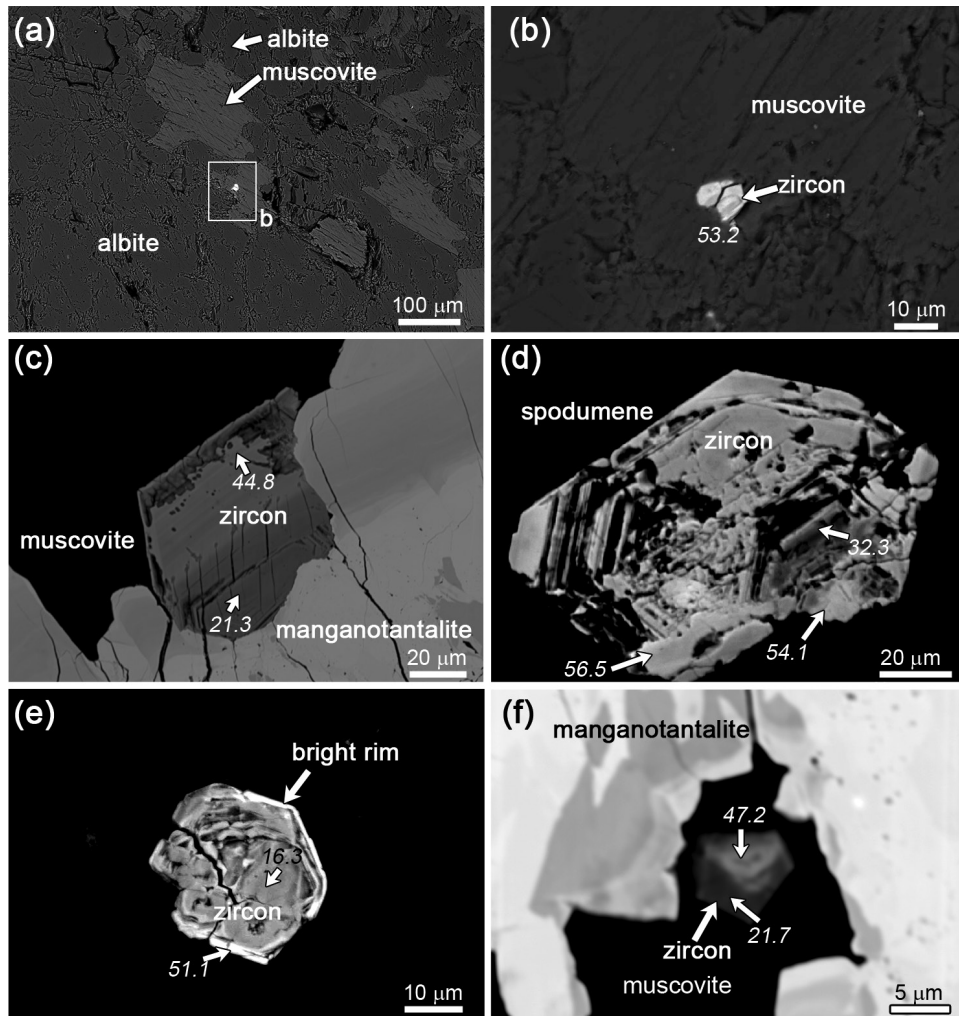 (a)
albite
muscovite
b
albite
100 μm
(b)
muscovite
zircon
53.2
10 μm
(c)
44.8
zircon
muscovite
21.3
manganotantalite
20 μm
(d)
spodumene
zircon
32.3
54.1
56.5
20 μm
(e)
bright rim
16.3
zircon
51.1
10 μm
(f)
manganotantalite
47.2
21.7
zircon
muscovite
5 μm